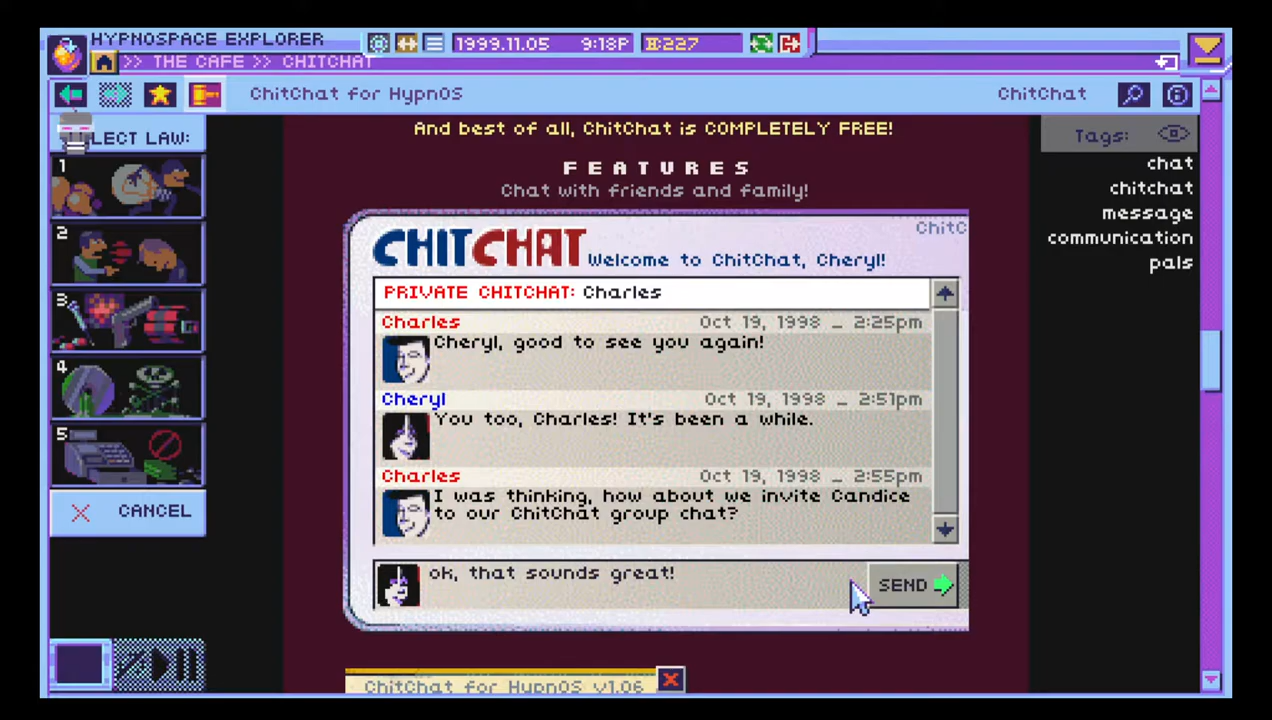 HYPNOSPACE EXPLORER
1999.11.05 9:18P :227
>> THE CAFE >> CHITCHAT
ChitChat for HypnOS
ChitChat
LECT LAW:
1
2
3
4
5
CANCEL
And best of all, ChitChat is COMPLETELY FREE!
FEATURES
Chat with friends and family!
ChitC
CHITCHAT Welcome to ChitChat, Cheryl!
PRIVATE CHITCHAT: Charles
Charles Oct 19, 1998 _ 2:25pm
Cheryl, good to see you again!
Cheryl Oct 19, 1998 _ 2:51pm
You too, Charles! It's been a while.
Charles Oct 19, 1998 _ 2:55pm
I was thinking, how about we invite Candice
to our ChitChat group chat?
ok, that sounds great!
SEND
ChitChat for HypnOS v1.06
Tags:
chat
chitchat
message
communication
pals